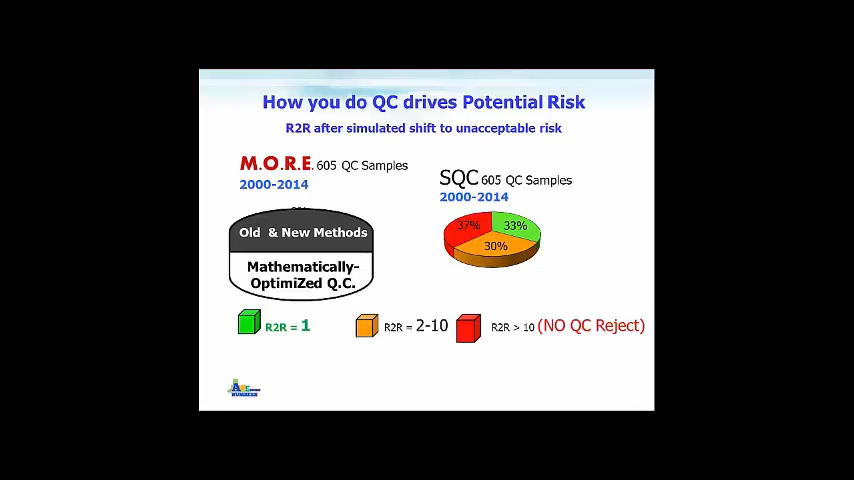 How you do QC drives Potential Risk
R2R after simulated shift to unacceptable risk
M.O.R.E. 605 QC Samples
2000-2014
SQC 605 QC Samples
2000-2014
Old & New Methods
Mathematically-
OptimiZed Q.C.
37%
33%
30%
R2R = 1
R2R = 2-10
R2R > 10 (NO QC Reject)
NUMBERS